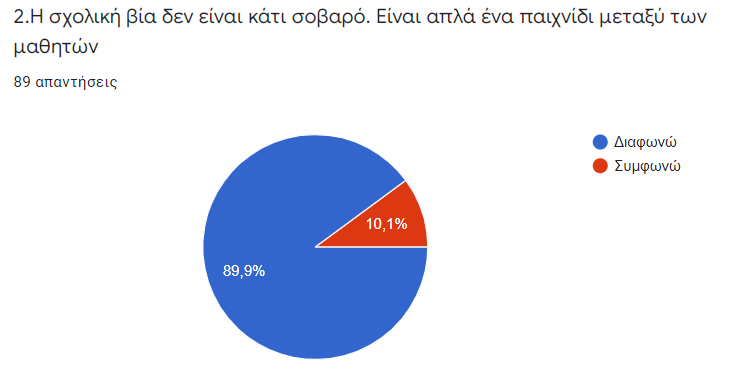 2.Η σχολική βία δεν είναι κάτι σοβαρό. Είναι απλά ένα παιχνίδι μεταξύ των
μαθητών
89 απαντήσεις
Διαφωνώ
Συμφωνώ
10,1%
89,9%